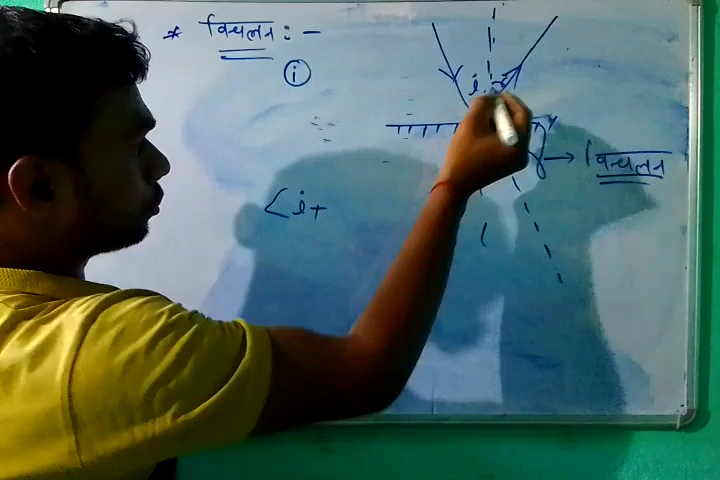 * विचलन :-
(i)
i r
विचलन
∠i +